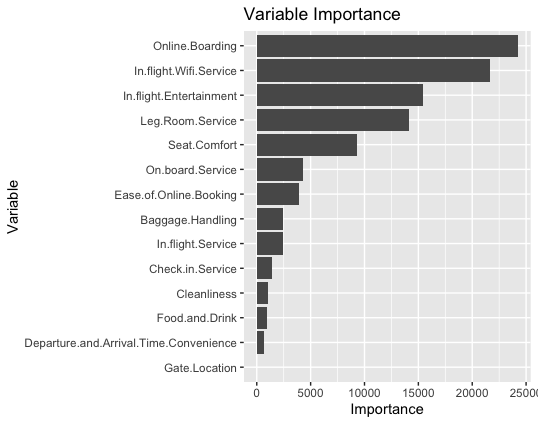 Variable Importance
Variable
Online.Boarding
In.flight.Wifi.Service
In.flight.Entertainment
Leg.Room.Service
Seat.Comfort
On.board.Service
Ease.of.Online.Booking
Baggage.Handling
In.flight.Service
Check.in.Service
Cleanliness
Food.and.Drink
Departure.and.Arrival.Time.Convenience
Gate.Location
0 5000 10000 15000 20000 25000
Importance